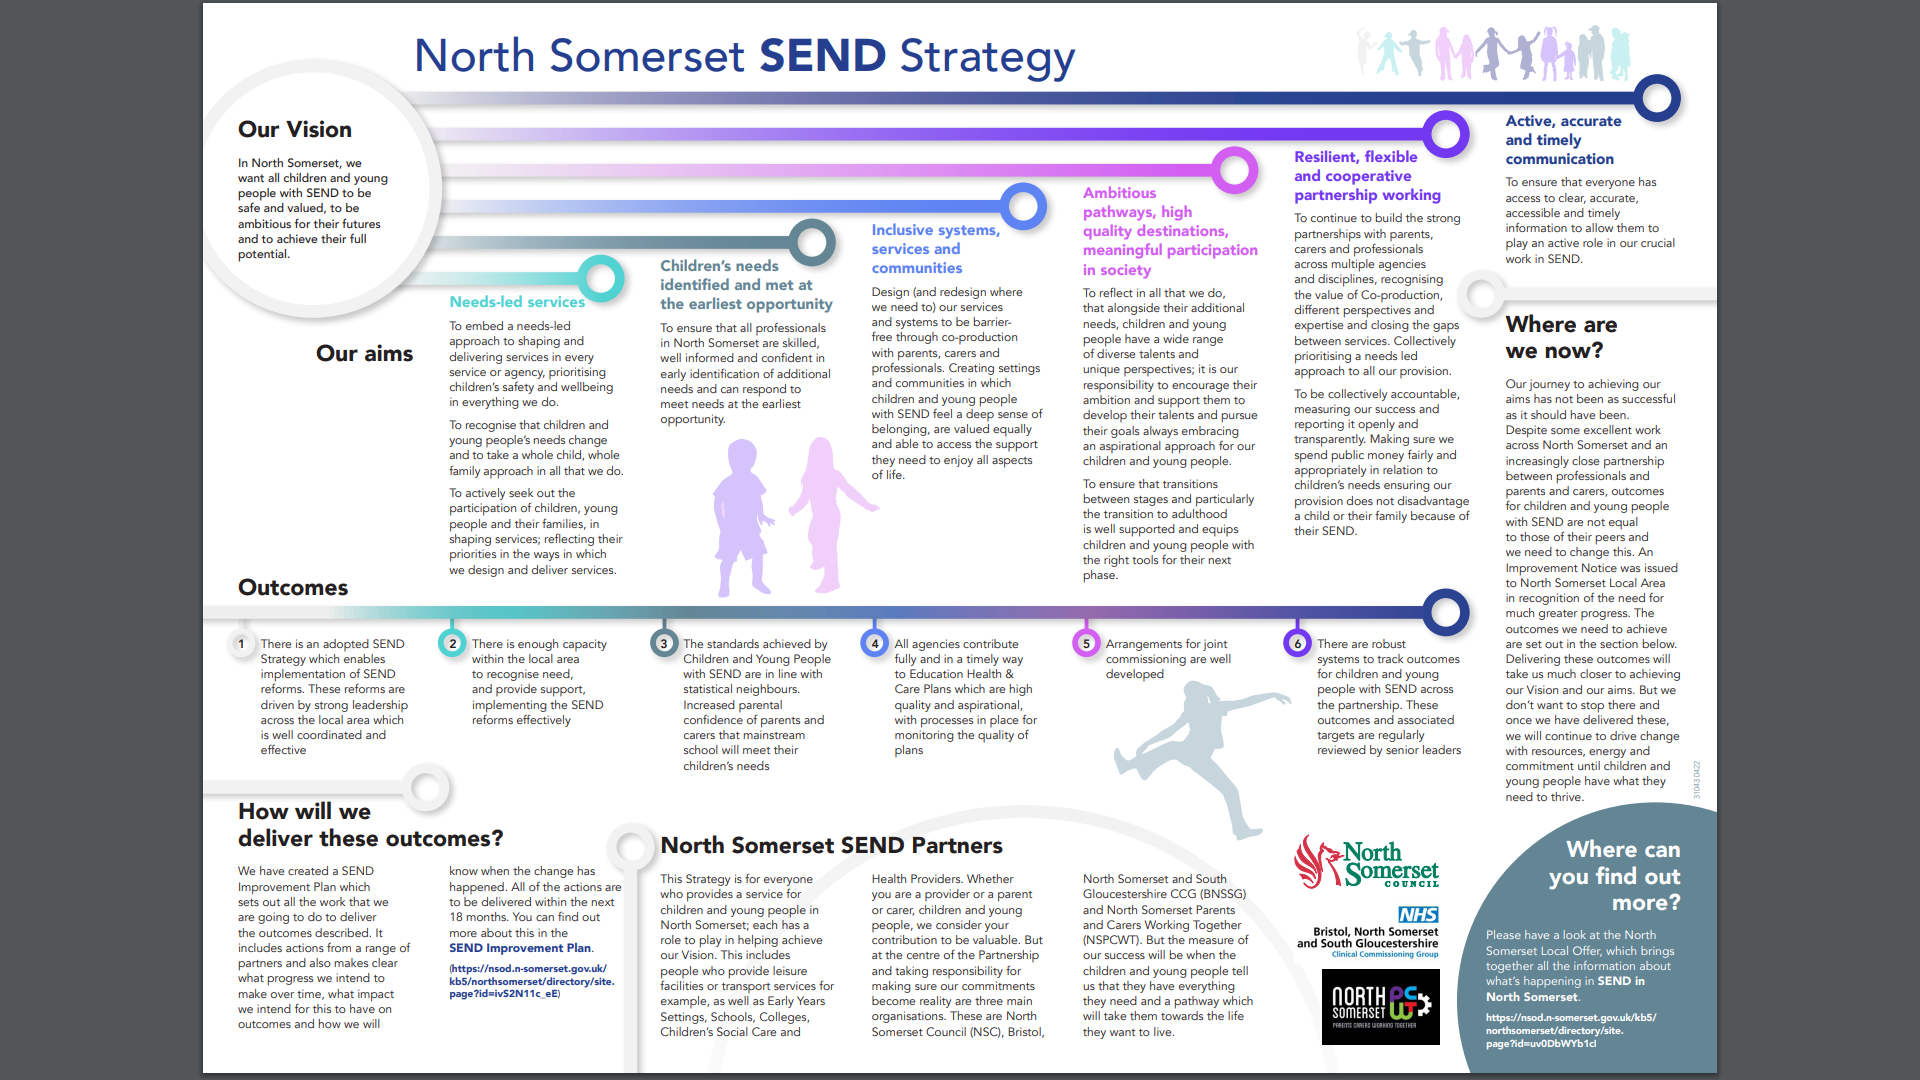 North Somerset SEND Strategy
Our Vision
In North Somerset, we
want all children and young
people with SEND to be
safe and valued, to be
ambitious for their futures
and to achieve their full
potential.
Our aims
Needs-led services
To embed a needs-led
approach to shaping and
delivering services in every
service or agency, prioritising
children's safety and wellbeing
in everything we do.
To recognise that children and
young people's needs change
and to take a whole child, whole
family approach in all that we do.
To actively seek out the
participation of children, young
people and their families, in
shaping services; reflecting their
priorities in the ways in which
we design and deliver services.
Children's needs
identified and met at
the earliest opportunity
To ensure that all professionals
in North Somerset are skilled,
well informed and confident in
early identification of additional
needs and can respond to
meet needs at the earliest
opportunity.
Inclusive systems,
services and
communities
Design (and redesign where
we need to) our services
and systems to be barrier-
free through co-production
with parents, carers and
professionals. Creating settings
and communities in which
children and young people
with SEND feel a deep sense of
belonging, are valued equally
and able to access the support
they need to enjoy all aspects
of life.
Ambitious
pathways, high
quality destinations,
meaningful participation
in society
To reflect in all that we do,
that alongside their additional
needs, children and young
people have a wide range
of diverse talents and
unique perspectives; it is our
responsibility to encourage their
ambition and support them to
develop their talents and pursue
their goals always embracing
an aspirational approach for our
children and young people.
To ensure that transitions
between stages and particularly
the transition to adulthood
is well supported and equips
children and young people with
the right tools for their next
phase.
Resilient, flexible
and cooperative
partnership working
To continue to build the strong
partnerships with parents,
carers and professionals
across multiple agencies
and disciplines, recognising
the value of Co-production,
different perspectives and
expertise and closing the gaps
between services. Collectively
prioritising a needs led
approach to all our provision.
To be collectively accountable,
measuring our success and
reporting it openly and
transparently. Making sure we
spend public money fairly and
appropriately in relation to
children's needs ensuring our
provision does not disadvantage
a child or their family because of
their SEND.
Active, accurate
and timely
communication
To ensure that everyone has
access to clear, accurate,
accessible and timely
information to allow them to
play an active role in our crucial
work in SEND.
Where are
we now?
Our journey to achieving our
aims has not been as successful
as it should have been.
Despite some excellent work
across North Somerset and an
increasingly close partnership
between professionals and
parents and carers, outcomes
for children and young people
with SEND are not equal
to those of their peers and
we need to change this. An
Improvement Notice was issued
to North Somerset Local Area
in recognition of the need for
much greater progress. The
outcomes we need to achieve
are set out in the section below.
Delivering these outcomes will
take us much closer to achieving
our Vision and our aims. But we
don't want to stop there and
once we have delivered these,
we will continue to drive change
with resources, energy and
commitment until children and
young people have what they
need to thrive.
31043 0422
Outcomes
1 There is an adopted SEND
Strategy which enables
implementation of SEND
reforms. These reforms are
driven by strong leadership
across the local area which
is well coordinated and
effective
2 There is enough capacity
within the local area
to recognise need,
and provide support,
implementing the SEND
reforms effectively
3 The standards achieved by
Children and Young People
with SEND are in line with
statistical neighbours.
Increased parental
confidence of parents and
carers that mainstream
school will meet their
children's needs
4 All agencies contribute
fully and in a timely way
to Education Health &
Care Plans which are high
quality and aspirational,
with processes in place for
monitoring the quality of
plans
5 Arrangements for joint
commissioning are well
developed
6 There are robust
systems to track outcomes
for children and young
people with SEND across
the partnership. These
outcomes and associated
targets are regularly
reviewed by senior leaders
How will we
deliver these outcomes?
We have created a SEND
Improvement Plan which
sets out all the work that we
are going to do to deliver
the outcomes described. It
includes actions from a range of
partners and also makes clear
what progress we intend to
make over time, what impact
we intend for this to have on
outcomes and how we will
know when the change has
happened. All of the actions are
to be delivered within the next
18 months. You can find out
more about this in the
SEND Improvement Plan.
(https://nsod.n-somerset.gov.uk/
kb5/northsomerset/directory/site.
page?id=ivS2N11c_eE)
North Somerset SEND Partners
This Strategy is for everyone
who provides a service for
children and young people in
North Somerset; each has a
role to play in helping achieve
our Vision. This includes
people who provide leisure
facilities or transport services for
example, as well as Early Years
Settings, Schools, Colleges,
Children's Social Care and
Health Providers. Whether
you are a provider or a parent
or carer, children and young
people, we consider your
contribution to be valuable. But
at the centre of the Partnership
and taking responsibility for
making sure our commitments
become reality are three main
organisations. These are North
Somerset Council (NSC), Bristol,
North Somerset and South
Gloucestershire CCG (BNSSG)
and North Somerset Parents
and Carers Working Together
(NSPCWT). But the measure of
our success will be when the
children and young people tell
us that they have everything
they need and a pathway which
will take them towards the life
they want to live.
North
Somerset
COUNCIL
NHS
Bristol, North Somerset
and South Gloucestershire
Clinical Commissioning Group
NORTH
SOMERSET
PCWT
PARENTS CARERS WORKING TOGETHER
Where can
you find out
more?
Please have a look at the North
Somerset Local Offer, which brings
together all the information about
what's happening in SEND in
North Somerset.
https://nsod.n-somerset.gov.uk/kb5/
northsomerset/directory/site.
page?id=uv0DbWYb1cI